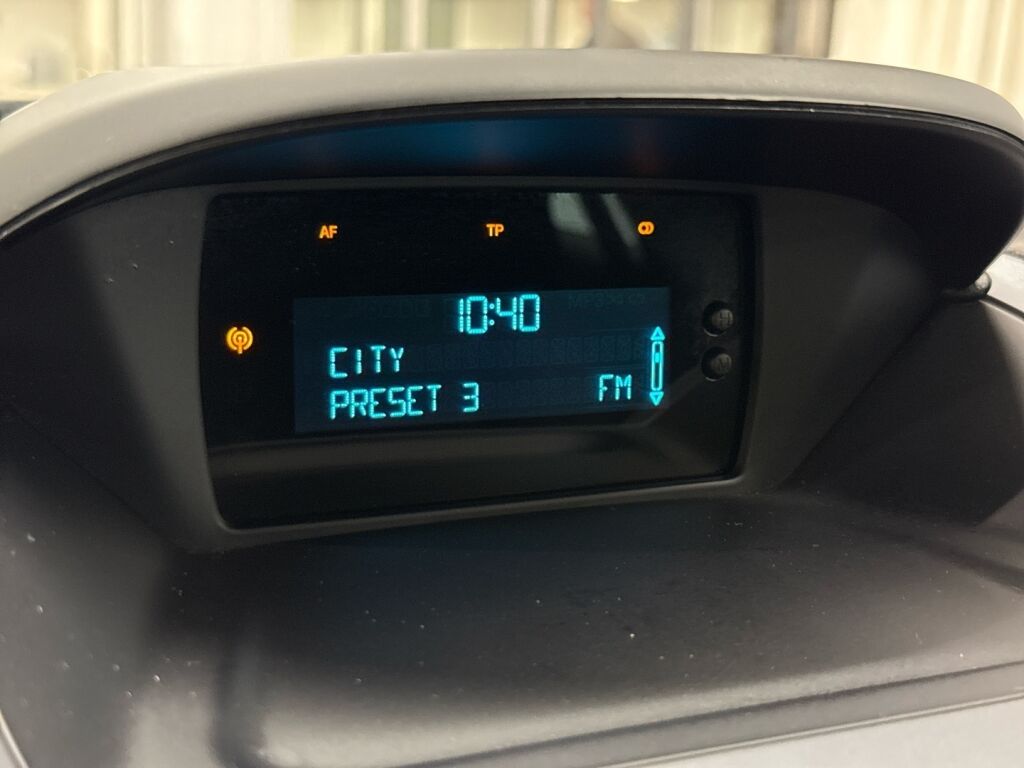 AF TP
10:40
CITY
PRESET 3 FM
H
M